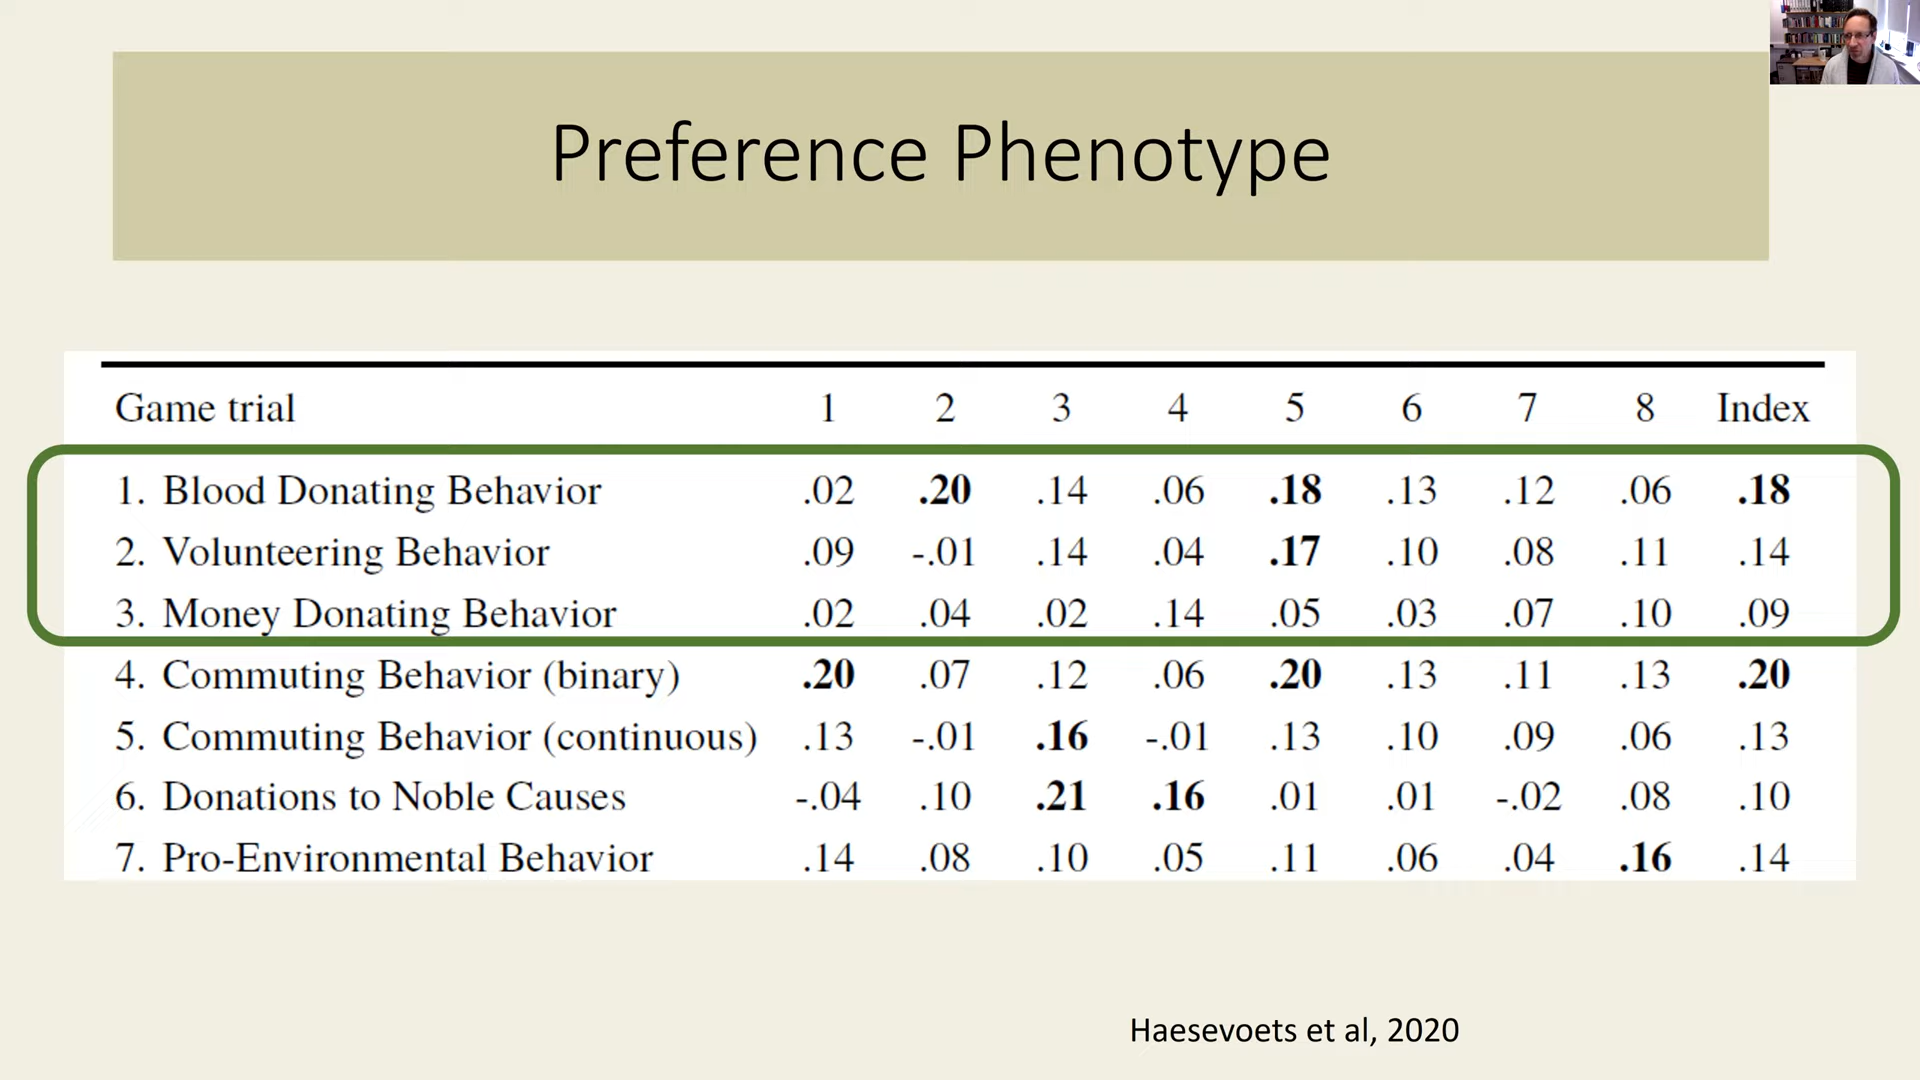 Preference Phenotype
Game trial 1 2 3 4 5 6 7 8 Index
1. Blood Donating Behavior .02 .20 .14 .06 .18 .13 .12 .06 .18
2. Volunteering Behavior .09 -.01 .14 .04 .17 .10 .08 .11 .14
3. Money Donating Behavior .02 .04 .02 .14 .05 .03 .07 .10 .09
4. Commuting Behavior (binary) .20 .07 .12 .06 .20 .13 .11 .13 .20
5. Commuting Behavior (continuous) .13 -.01 .16 -.01 .13 .10 .09 .06 .13
6. Donations to Noble Causes -.04 .10 .21 .16 .01 .01 -.02 .08 .10
7. Pro-Environmental Behavior .14 .08 .10 .05 .11 .06 .04 .16 .14
Haesevoets et al, 2020